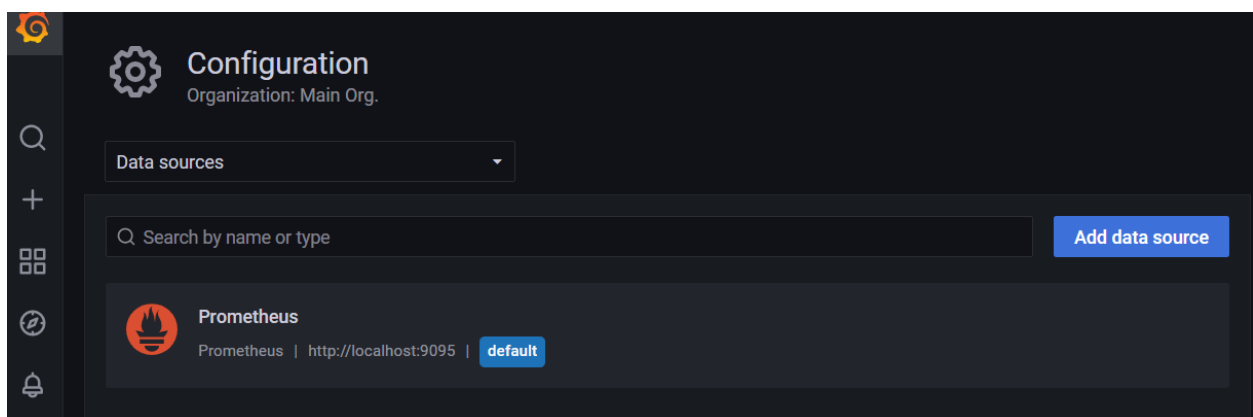 Configuration
Organization: Main Org.
Data sources
Search by name or type
Add data source
Prometheus
Prometheus | http://localhost:9095 | default